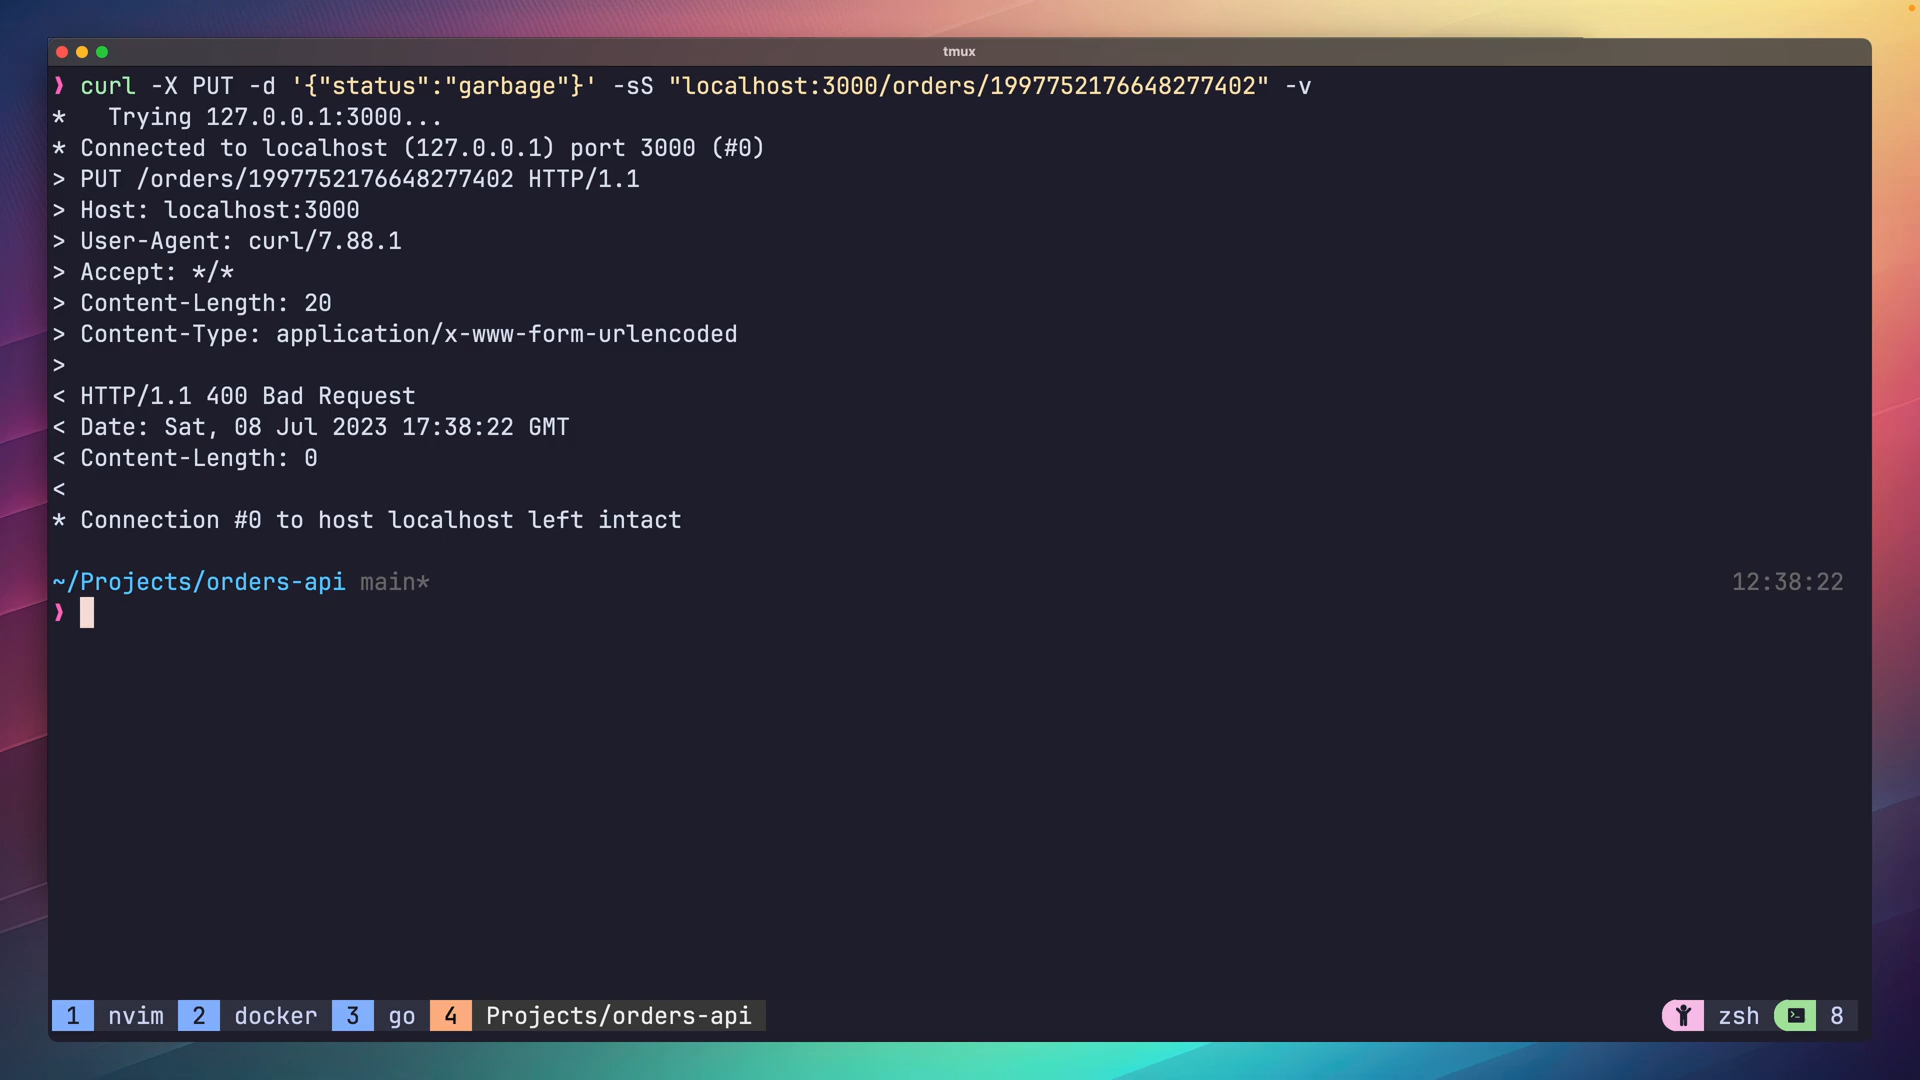 tmux
❯ curl -X PUT -d '{"status":"garbage"}' -sS "localhost:3000/orders/1997752176648277402" -v
*   Trying 127.0.0.1:3000...
* Connected to localhost (127.0.0.1) port 3000 (#0)
> PUT /orders/1997752176648277402 HTTP/1.1
> Host: localhost:3000
> User-Agent: curl/7.88.1
> Accept: */*
> Content-Length: 20
> Content-Type: application/x-www-form-urlencoded
>
< HTTP/1.1 400 Bad Request
< Date: Sat, 08 Jul 2023 17:38:22 GMT
< Content-Length: 0
<
* Connection #0 to host localhost left intact
~/Projects/orders-api main* 12:38:22
❯
1 nvim 2 docker 3 go 4 Projects/orders-api zsh 8